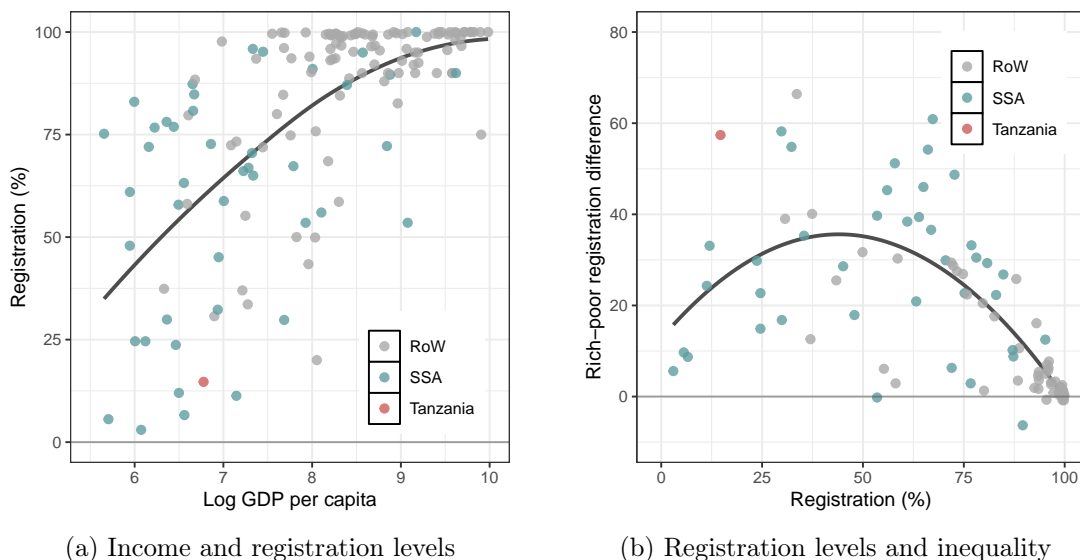 100
75
50
25
0
Registration (%)
6 7 8 9 10
Log GDP per capita
RoW
SSA
Tanzania
(a) Income and registration levels
80
60
40
20
0
Rich−poor registration difference
0 25 50 75 100
Registration (%)
RoW
SSA
Tanzania
(b) Registration levels and inequality